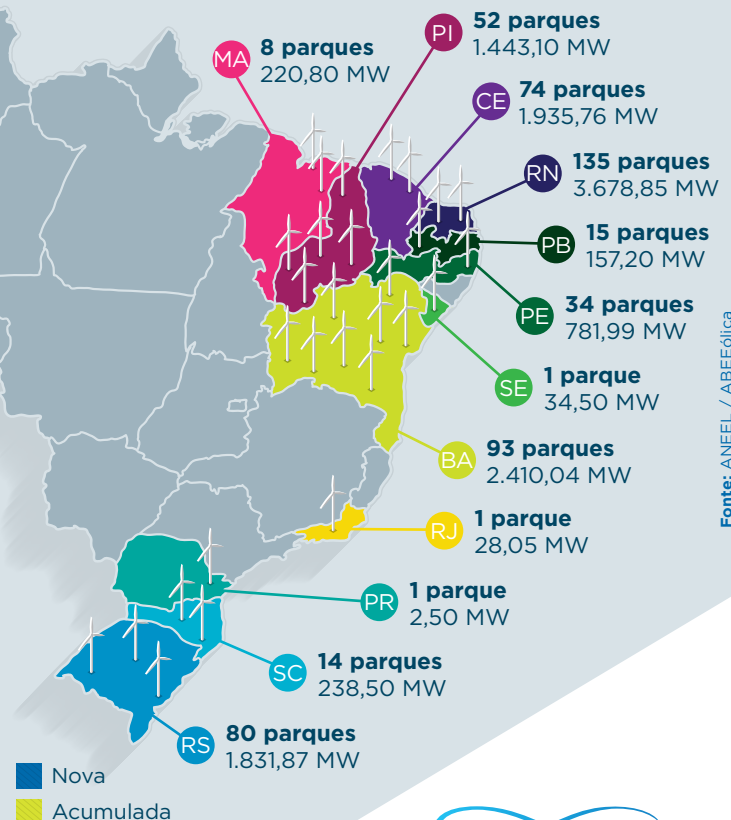 MA
8 parques
220,80 MW
PI
52 parques
1.443,10 MW
CE
74 parques
1.935,76 MW
RN
135 parques
3.678,85 MW
PB
15 parques
157,20 MW
PE
34 parques
781,99 MW
SE
1 parque
34,50 MW
BA
93 parques
2.410,04 MW
RJ
1 parque
28,05 MW
PR
1 parque
2,50 MW
SC
14 parques
238,50 MW
RS
80 parques
1.831,87 MW
Nova
Acumulada
Fonte: ANEEL / ABEEólica